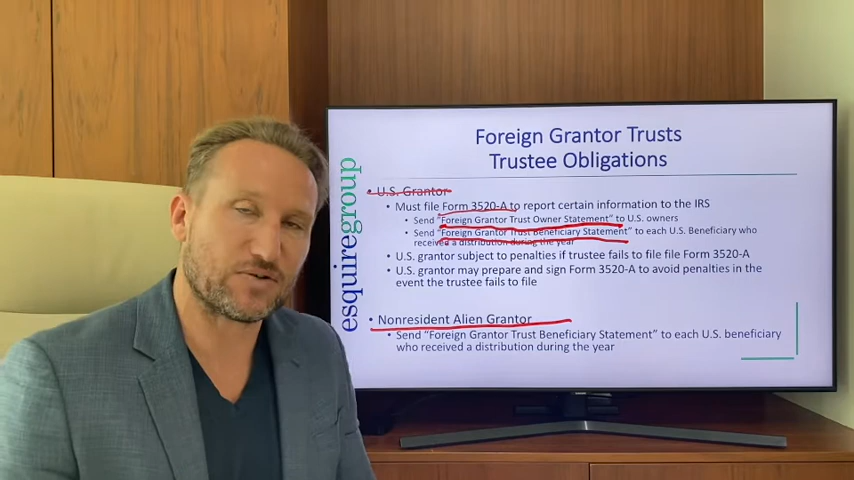 Foreign Grantor Trusts
Trustee Obligations
esquiregroup
• U.S. Grantor
• Must file Form 3520-A to report certain information to the IRS
• Send "Foreign Grantor Trust Owner Statement" to U.S. owners
• Send "Foreign Grantor Trust Beneficiary Statement" to each U.S. Beneficiary who
received a distribution during the year
• U.S. grantor subject to penalties if trustee fails to file file Form 3520-A
• U.S. grantor may prepare and sign Form 3520-A to avoid penalties in the
event the trustee fails to file
• Nonresident Alien Grantor
• Send "Foreign Grantor Trust Beneficiary Statement" to each U.S. beneficiary
who received a distribution during the year